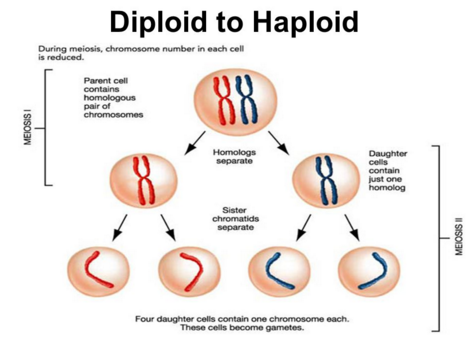 Diploid to Haploid
During meiosis, chromosome number in each cell
is reduced.
Parent cell
contains
homologous
pair of
chromosomes
MEIOSIS I
Homologs
separate
Daughter
cells
contain
just one
homolog
Sister
chromatids
separate
MEIOSIS II
Four daughter cells contain one chromosome each.
These cells become gametes.